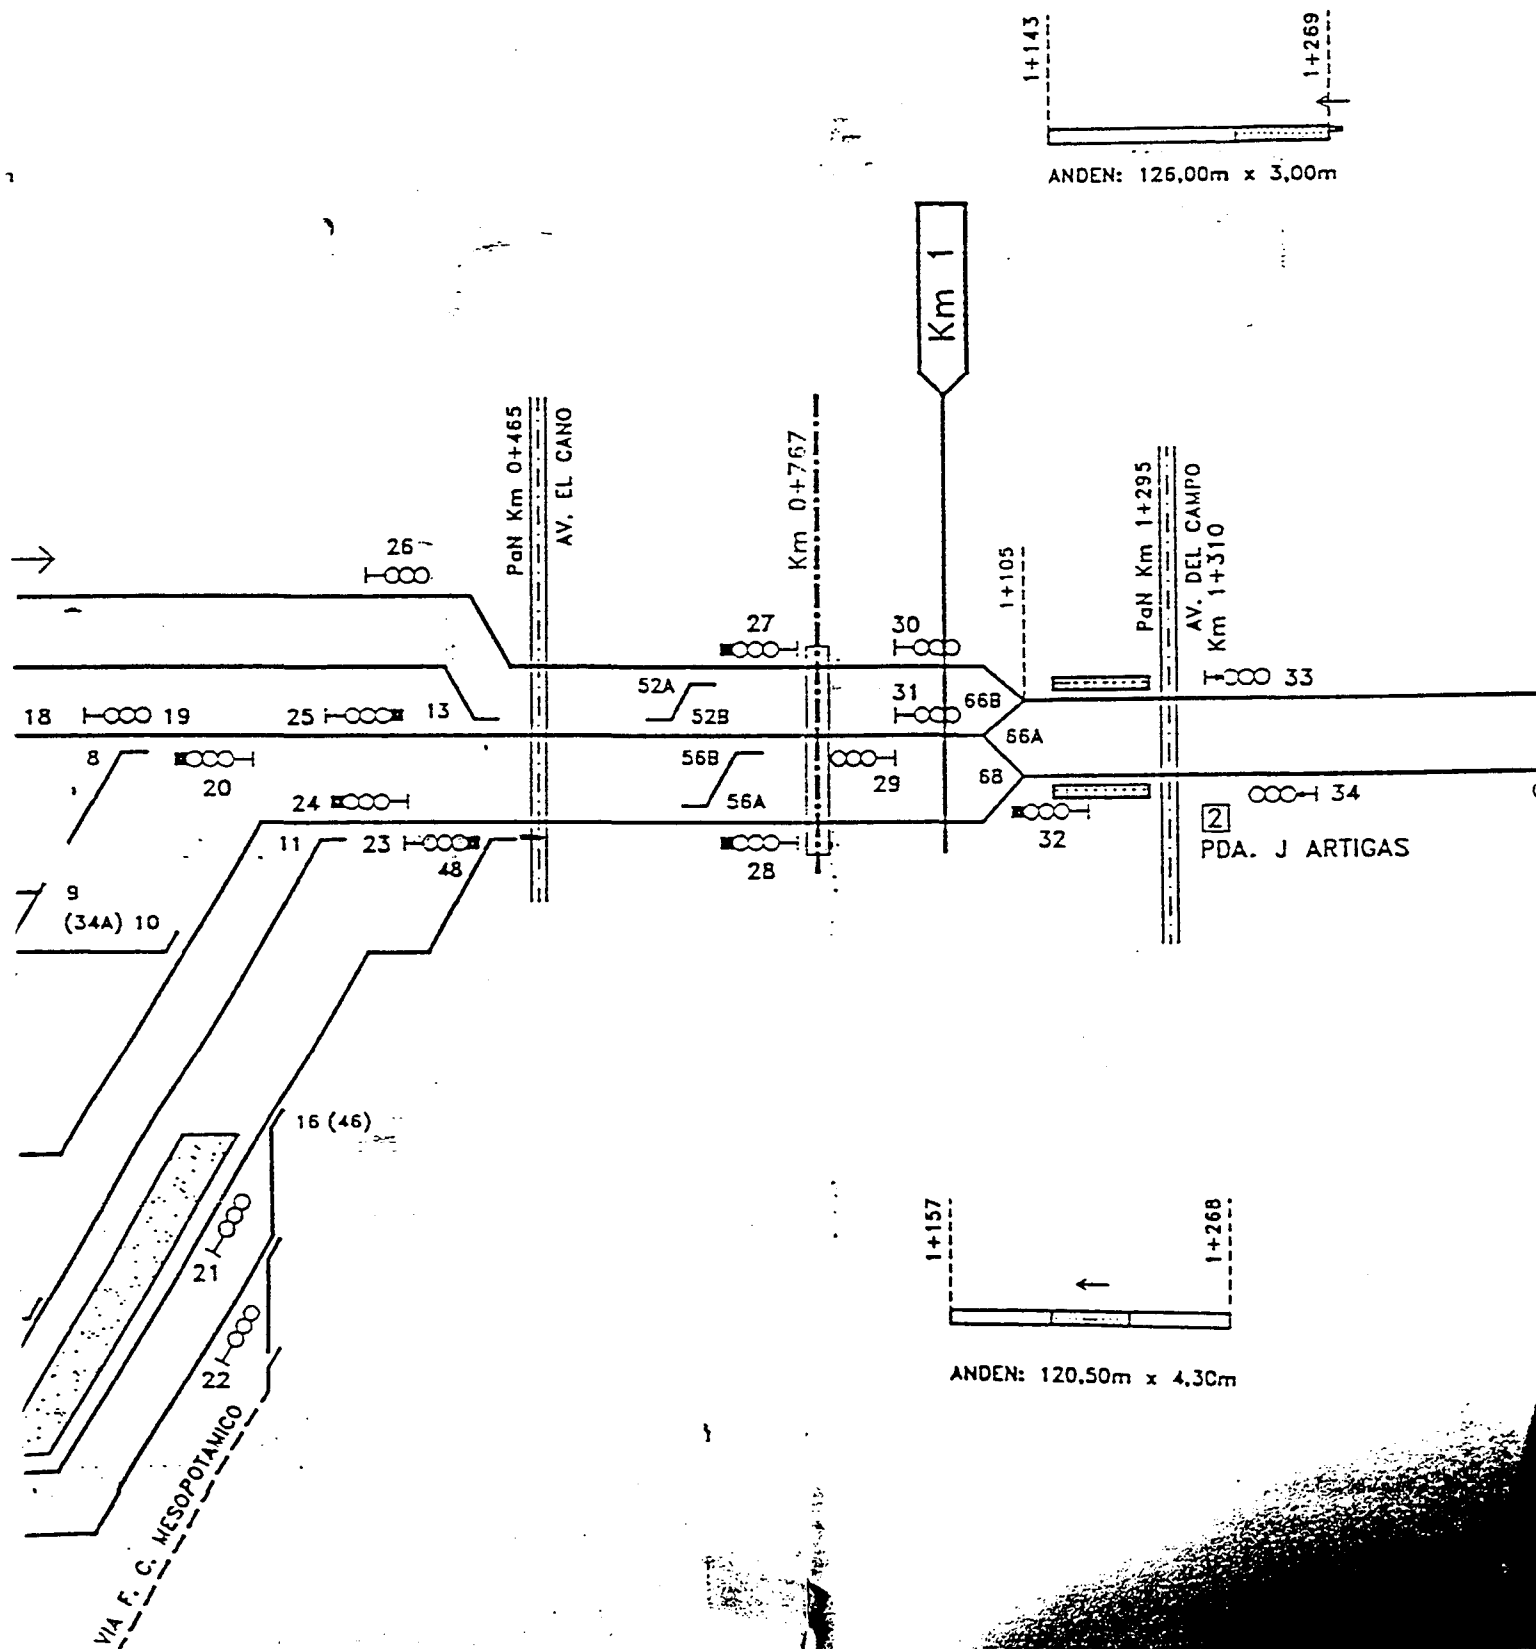 1+143
1+269
ANDEN: 126,00m x 3,00m
Km 1
PaN Km 0+465
AV. EL CANO
Km 0+767
1+105
PaN Km 1+295
AV. DEL CAMPO
Km 1+310
26
27
30
33
52A
52B
31
66B
66A
18
19
25
13
8
20
56B
56A
29
68
24
11
23
48
28
32
34
2
PDA. J ARTIGAS
9
(34A) 10
16 (46)
21
22
VIA F. C. MESOPOTAMICO
1+157
1+268
ANDEN: 120,50m x 4,30m